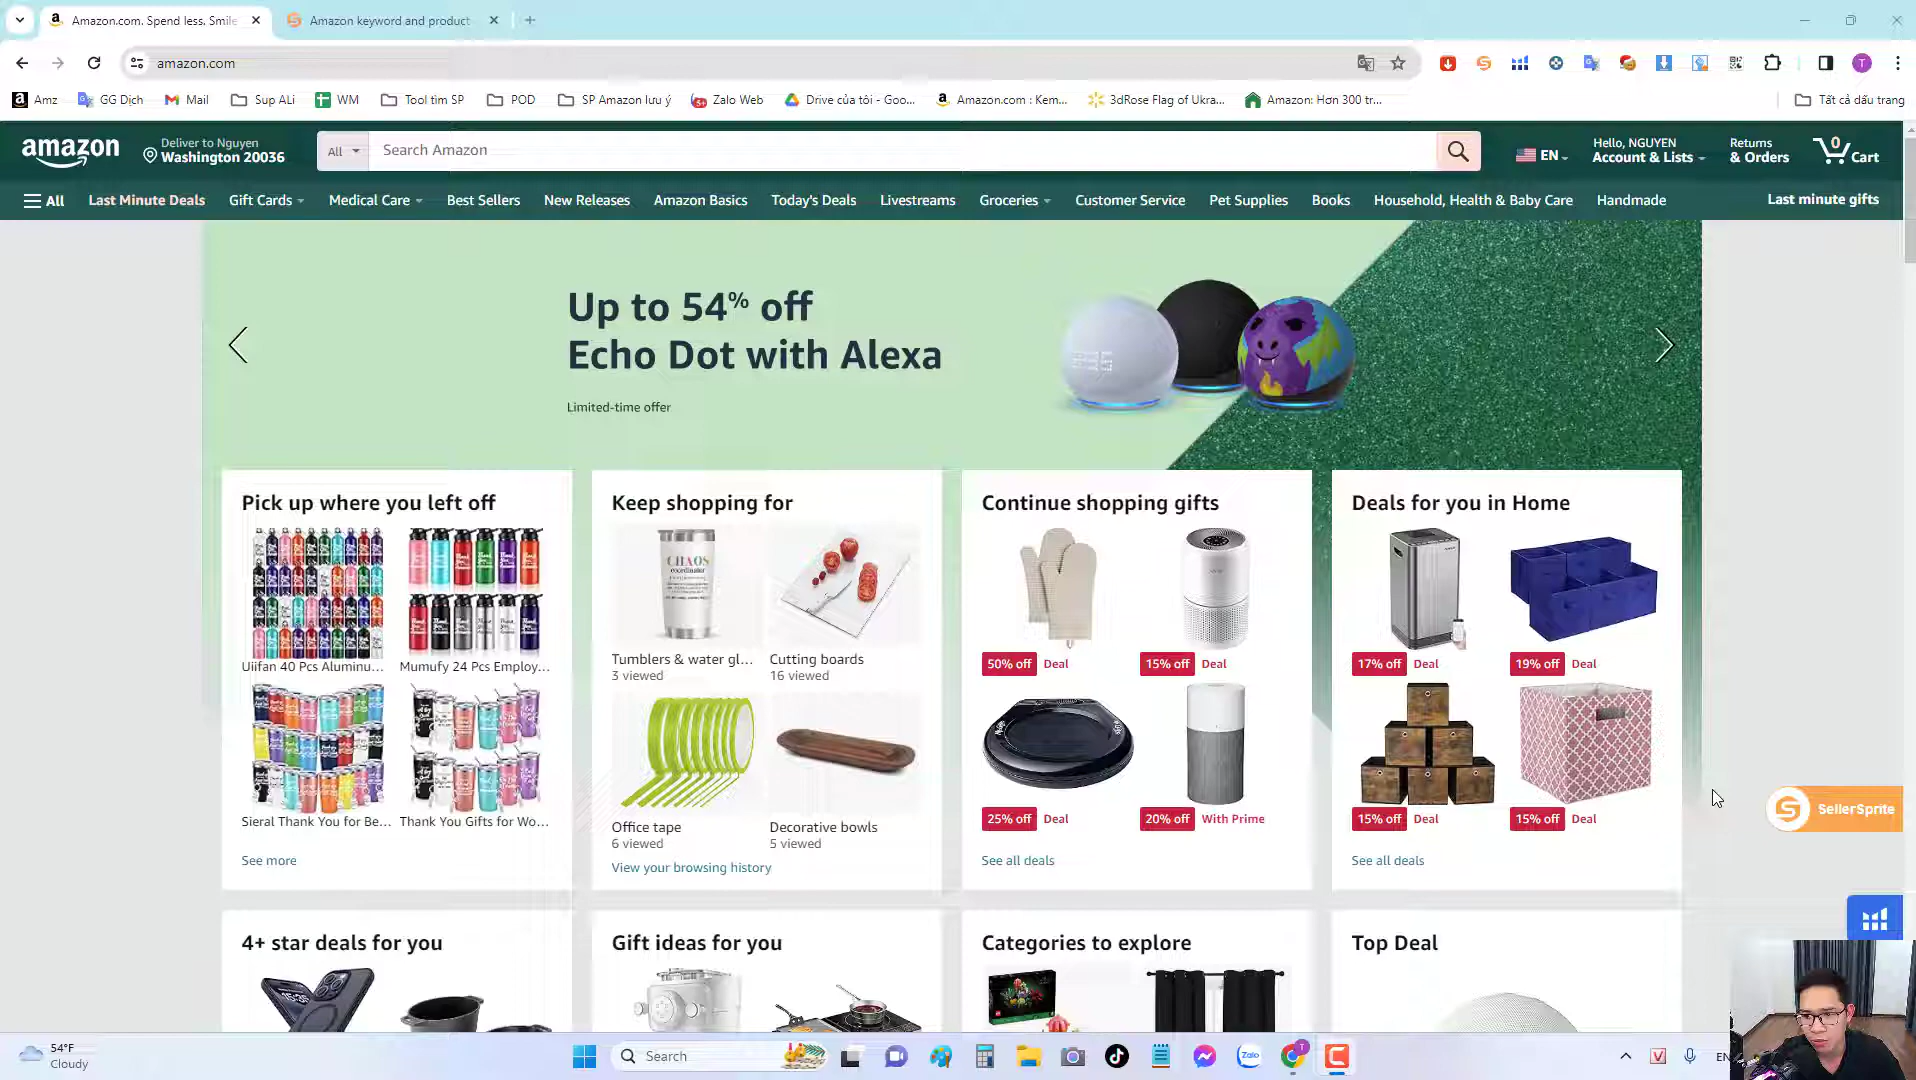 Amazon.com. Spend less. Smile
Amazon keyword and product
amazon.com
Amz
GG Dịch
Mail
Sup ALi
WM
Tool tìm SP
POD
SP Amazon lưu ý
Zalo Web
Drive của tôi - Goo...
Amazon.com : Kem...
3dRose Flag of Ukra...
Amazon: Hơn 300 tr...
Tất cả dấu trang
amazon
Deliver to Nguyen
Washington 20036
All
Search Amazon
EN
Hello, NGUYEN
Account & Lists
Returns
& Orders
0
Cart
All
Last Minute Deals
Gift Cards
Medical Care
Best Sellers
New Releases
Amazon Basics
Today's Deals
Livestreams
Groceries
Customer Service
Pet Supplies
Books
Household, Health & Baby Care
Handmade
Last minute gifts
Up to 54% off
Echo Dot with Alexa
Limited-time offer
Pick up where you left off
Uiifan 40 Pcs Aluminu...
Mumufy 24 Pcs Employ...
Sieral Thank You for Be...
Thank You Gifts for Wo...
See more
Keep shopping for
CHAOS
coordinator
Tumblers & water gl...
3 viewed
Cutting boards
16 viewed
Office tape
6 viewed
Decorative bowls
5 viewed
View your browsing history
Continue shopping gifts
50% off Deal
15% off Deal
25% off Deal
20% off With Prime
See all deals
Deals for you in Home
17% off Deal
19% off Deal
15% off Deal
15% off Deal
See all deals
SellerSprite
4+ star deals for you
Gift ideas for you
Categories to explore
Top Deal
54°F
Cloudy
Search
Zalo
EN